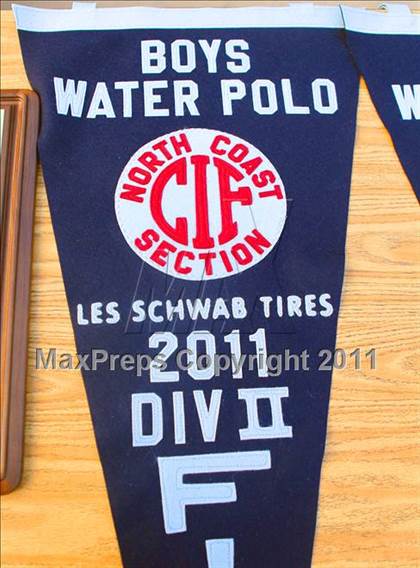 BOYS
WATER POLO
NORTH COAST
CIF
SECTION
LES SCHWAB TIRES
2011
MaxPreps Copyright 2011
DIV II
F
W